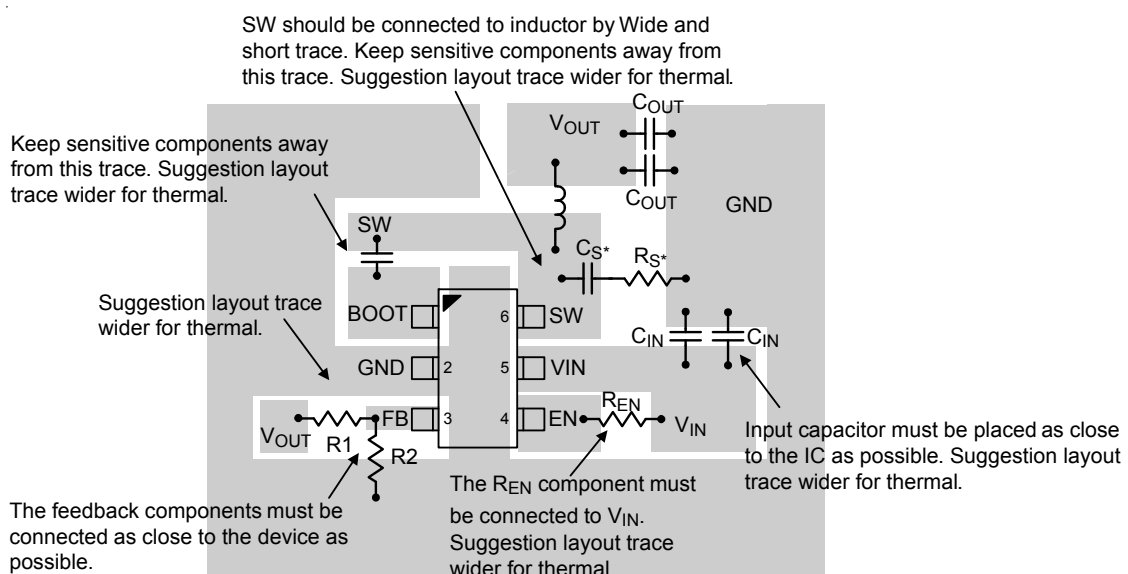 SW should be connected to inductor by Wide and
short trace. Keep sensitive components away from
this trace. Suggestion layout trace wider for thermal.
Keep sensitive components away
from this trace. Suggestion layout
trace wider for thermal.
COUT
VOUT
COUT
GND
SW
CS*
RS*
Suggestion layout trace
wider for thermal.
BOOT
6
SW
CIN
CIN
GND
2
5
VIN
REN
FB
3
4
EN
VIN
VOUT
R1
R2
Input capacitor must be placed as close
to the IC as possible. Suggestion layout
trace wider for thermal.
The REN component must
be connected to VIN.
Suggestion layout trace
wider for thermal
The feedback components must be
connected as close to the device as
possible.